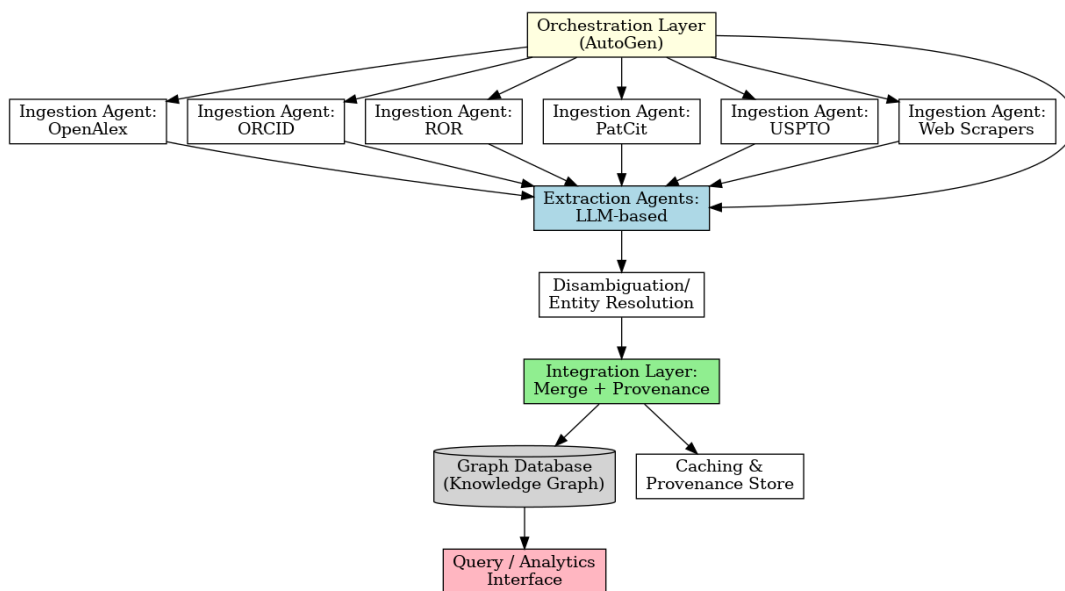 Orchestration Layer
(AutoGen)
Ingestion Agent:
OpenAlex
Ingestion Agent:
ORCID
Ingestion Agent:
ROR
Ingestion Agent:
PatCit
Ingestion Agent:
USPTO
Ingestion Agent:
Web Scrapers
Extraction Agents:
LLM-based
Disambiguation/
Entity Resolution
Integration Layer:
Merge + Provenance
Graph Database
(Knowledge Graph)
Caching &
Provenance Store
Query / Analytics
Interface